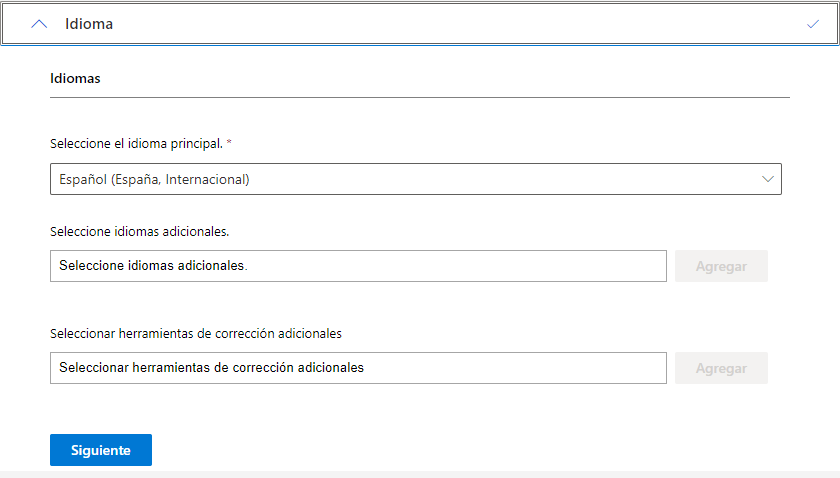 Idioma
Idiomas
Seleccione el idioma principal. *
Español (España, Internacional)
Seleccione idiomas adicionales.
Seleccione idiomas adicionales. Agregar
Seleccionar herramientas de corrección adicionales
Seleccionar herramientas de corrección adicionales Agregar
Siguiente